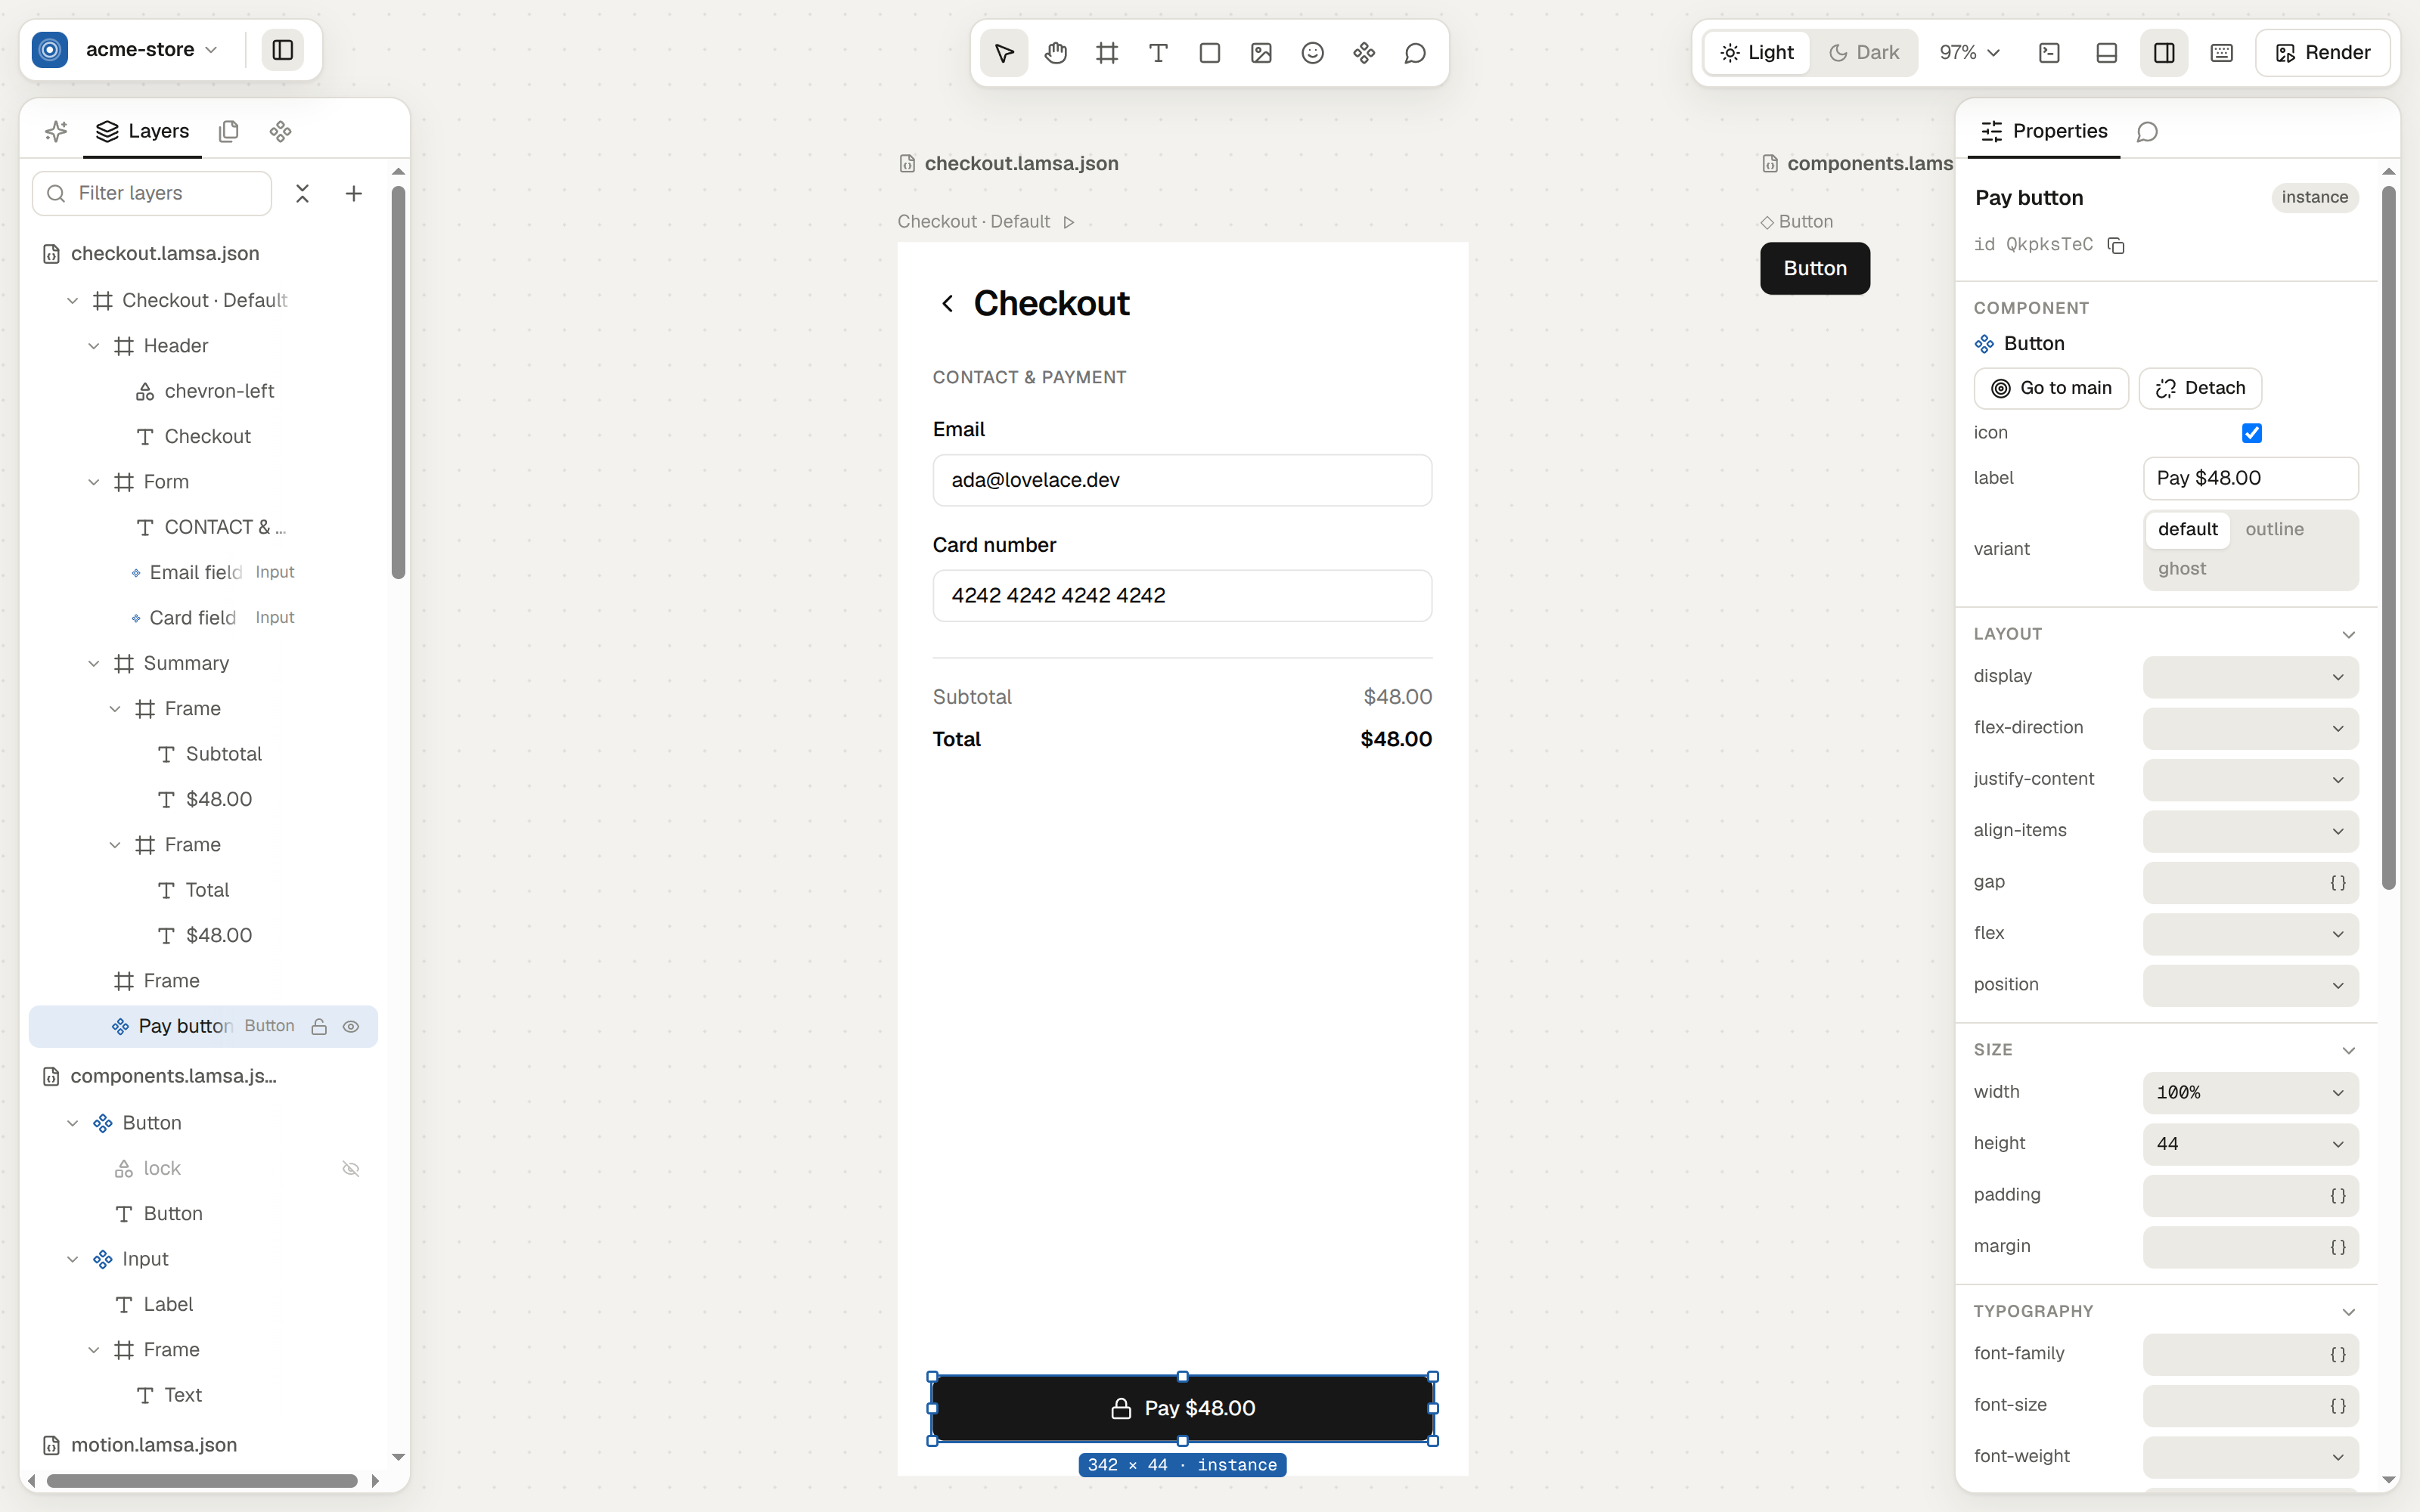 acme-store
Light
Dark
97%
Render
Layers
Filter layers
checkout.lamsa.json
Checkout · Default
Header
chevron-left
Checkout
Form
CONTACT & ...
Email field Input
Card field Input
Summary
Frame
Subtotal
$48.00
Frame
Total
$48.00
Frame
Pay button Button
components.lamsa.js...
Button
lock
Button
Input
Label
Frame
Text
motion.lamsa.json
checkout.lamsa.json
Checkout · Default
Checkout
CONTACT & PAYMENT
Email
ada@lovelace.dev
Card number
4242 4242 4242 4242
Subtotal $48.00
Total $48.00
Pay $48.00
342 × 44 · instance
components.lams
Button
Button
Properties
Pay button instance
id QkpksTeC
COMPONENT
Button
Go to main Detach
icon
label Pay $48.00
variant default outline ghost
LAYOUT
display
flex-direction
justify-content
align-items
gap { }
flex
position
SIZE
width 100%
height 44
padding { }
margin { }
TYPOGRAPHY
font-family { }
font-size { }
font-weight